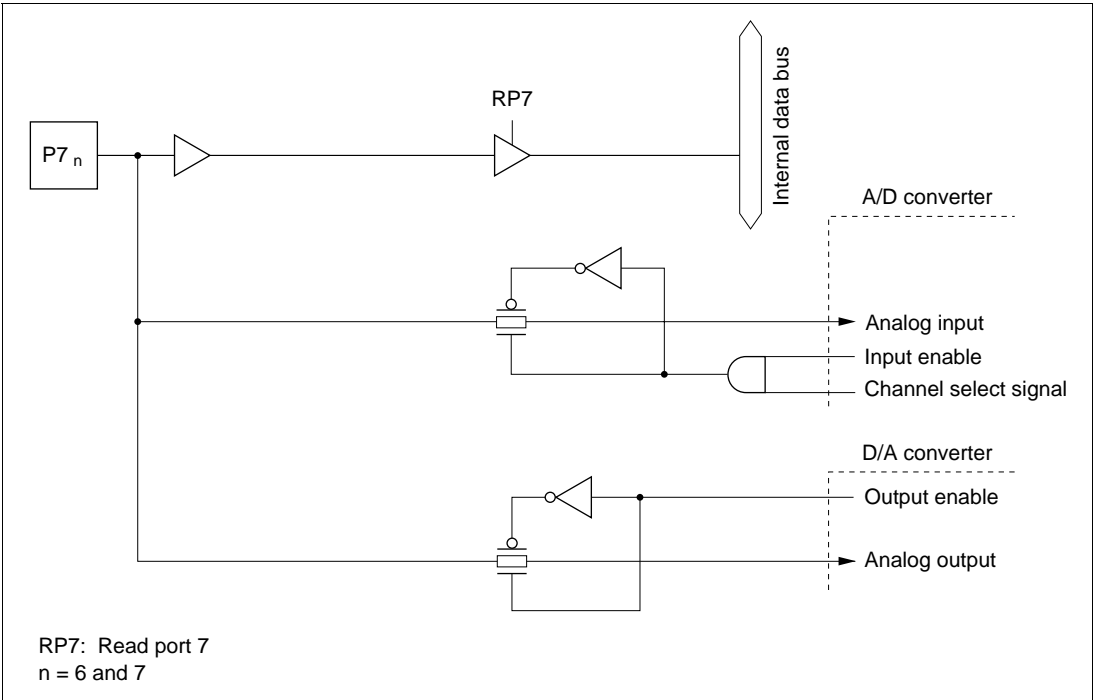 RP7
P7 n
Internal data bus
A/D converter
Analog input
Input enable
Channel select signal
D/A converter
Output enable
Analog output
RP7: Read port 7
n = 6 and 7